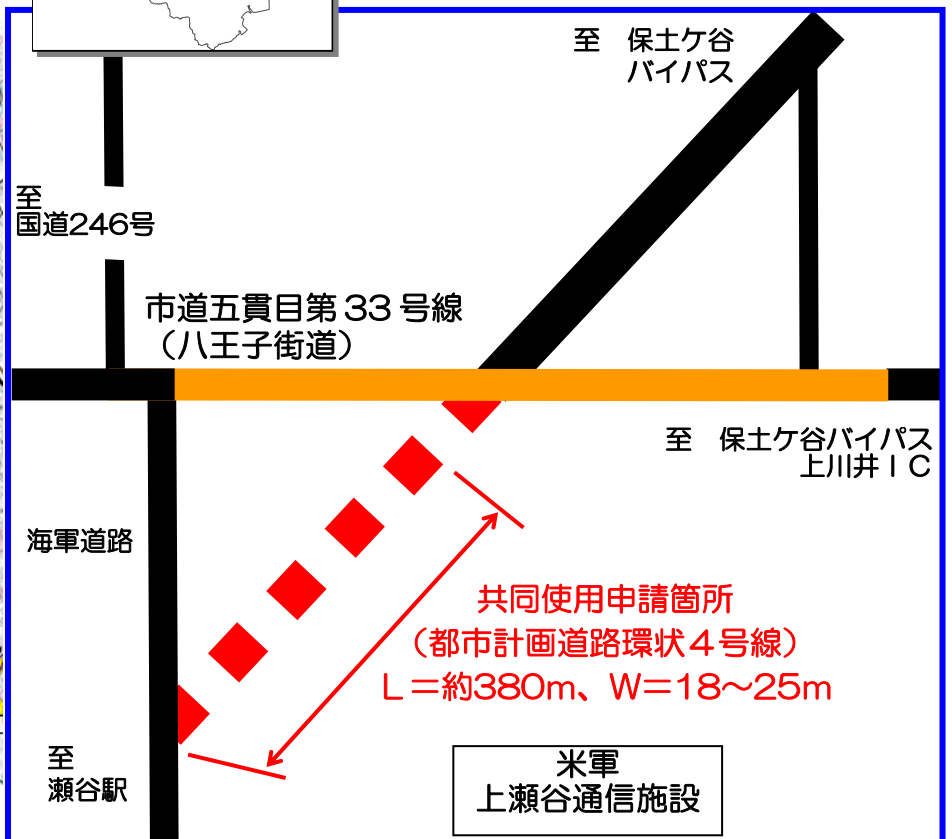 至　保土ケ谷
バイパス
至
国道246号
市道五貫目第 33 号線
（八王子街道）
至　保土ケ谷バイパス
上川井ＩＣ
海軍道路
共同使用申請箇所
（都市計画道路環状４号線）
Ｌ＝約380m、W＝18～25m
至
瀬谷駅
米軍
上瀬谷通信施設